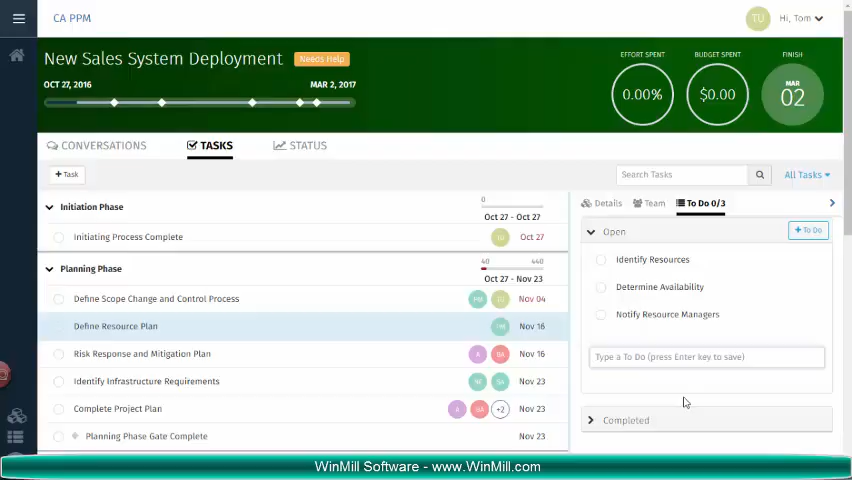 CA PPM
TU Hi, Tom
New Sales System Deployment Needs Help
OCT 27, 2016 MAR 2, 2017
EFFORT SPENT BUDGET SPENT FINISH
0.00% $0.00 MAR
02
CONVERSATIONS TASKS STATUS
+ Task
Search Tasks All Tasks
Initiation Phase 0
Oct 27 - Oct 27
Initiating Process Complete TU Oct 27
Planning Phase 40 440
Oct 27 - Nov 23
Define Scope Change and Control Process PM TU Nov 04
Define Resource Plan PM Nov 16
Risk Response and Mitigation Plan A BA Nov 16
Identify Infrastructure Requirements Nov 23
Complete Project Plan A +2 Nov 23
Planning Phase Gate Complete Nov 23
Details Team To Do 0/3
Open + To Do
Identify Resources
Determine Availability
Notify Resource Managers
Type a To Do (press Enter key to save)
Completed
WinMill Software - www.WinMill.com